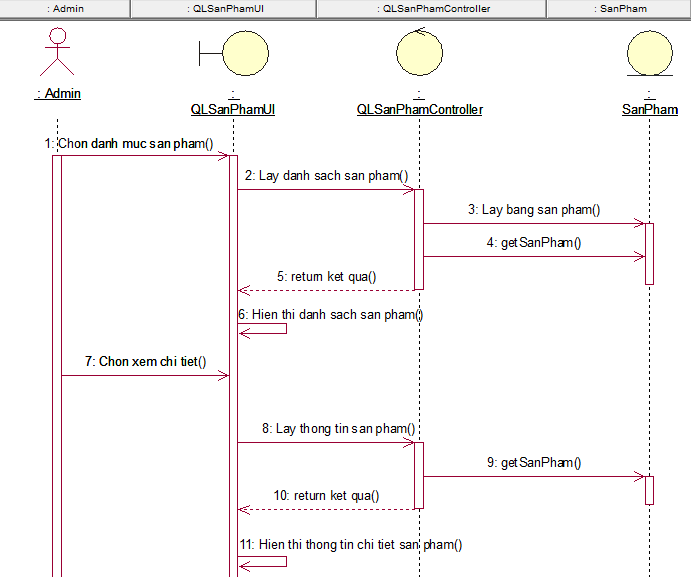 : Admin
: QLSanPhamUI
: QLSanPhamController
: SanPham
: Admin
:
QLSanPhamUI
:
QLSanPhamController
:
SanPham
1: Chon danh muc san pham()
2: Lay danh sach san pham()
3: Lay bang san pham()
4: getSanPham()
5: return ket qua()
6: Hien thi danh sach san pham()
7: Chon xem chi tiet()
8: Lay thong tin san pham()
9: getSanPham()
10: return ket qua()
11: Hien thi thong tin chi tiet san pham()